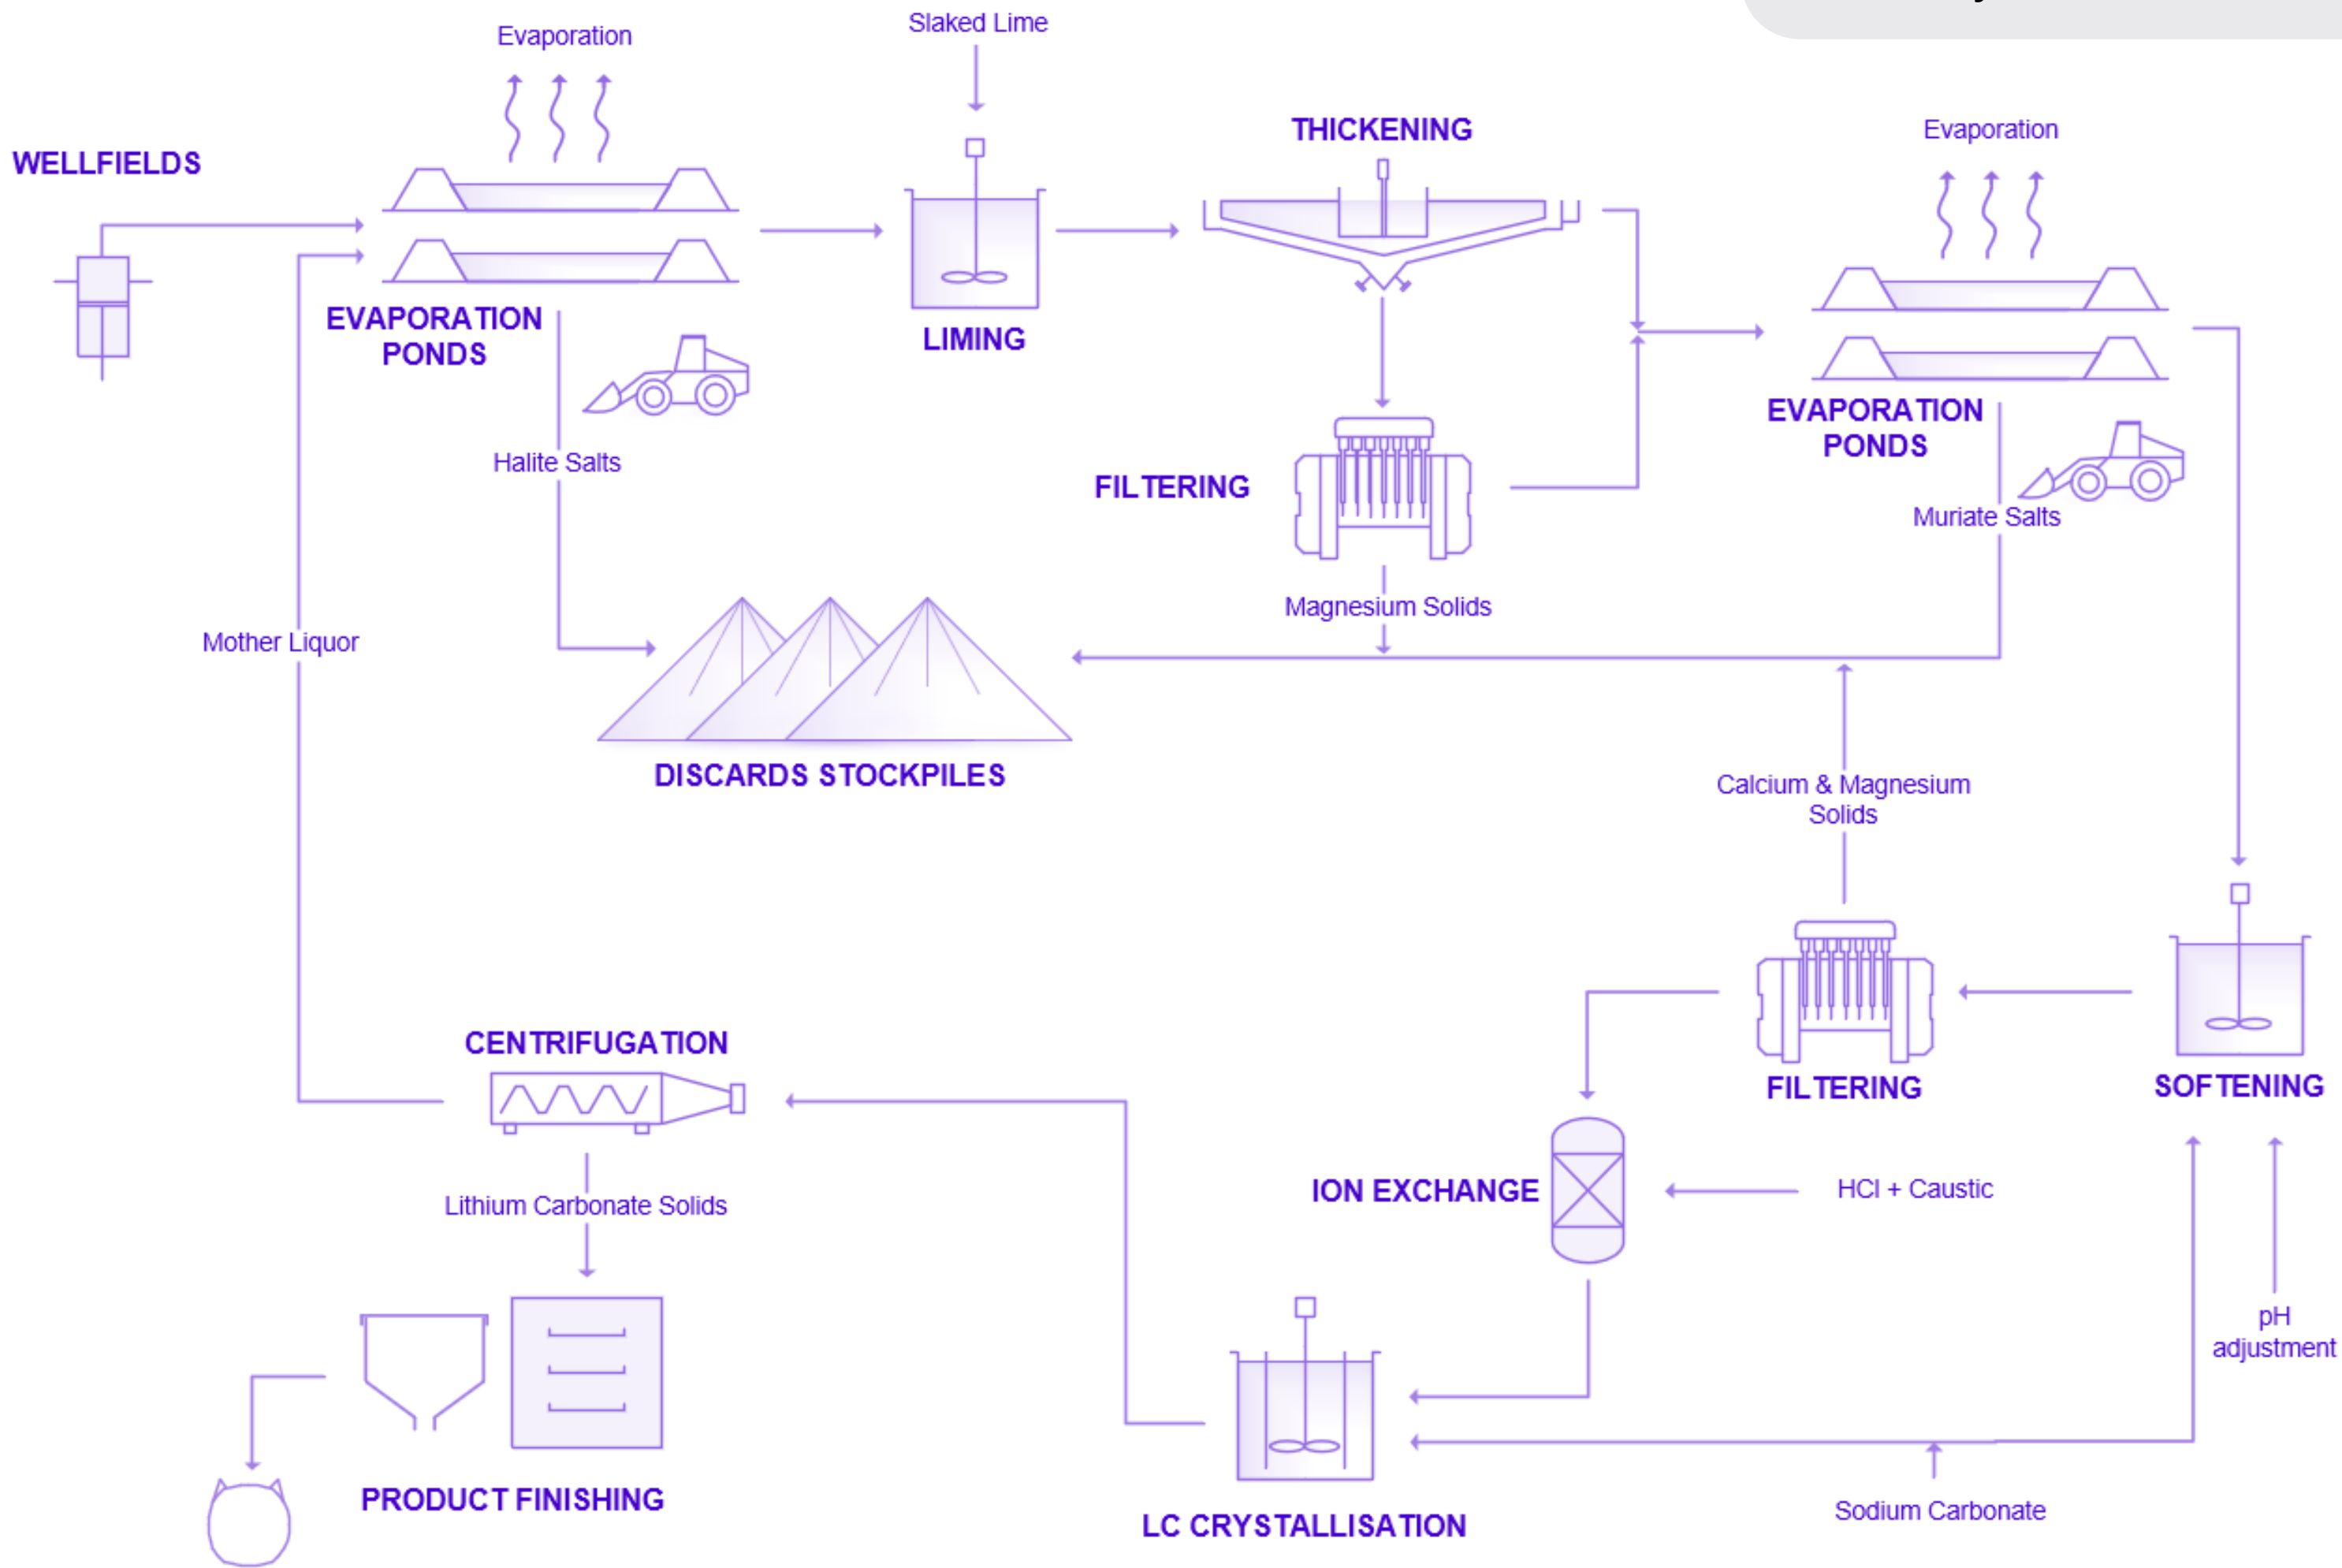 Evaporation
Slaked Lime
THICKENING
Evaporation
WELLFIELDS
EVAPORATION
PONDS
LIMING
EVAPORATION
PONDS
Halite Salts
FILTERING
Muriate Salts
Magnesium Solids
Mother Liquor
DISCARDS STOCKPILES
Calcium & Magnesium
Solids
CENTRIFUGATION
FILTERING
SOFTENING
ION EXCHANGE
HCl + Caustic
Lithium Carbonate Solids
pH
adjustment
PRODUCT FINISHING
LC CRYSTALLISATION
Sodium Carbonate